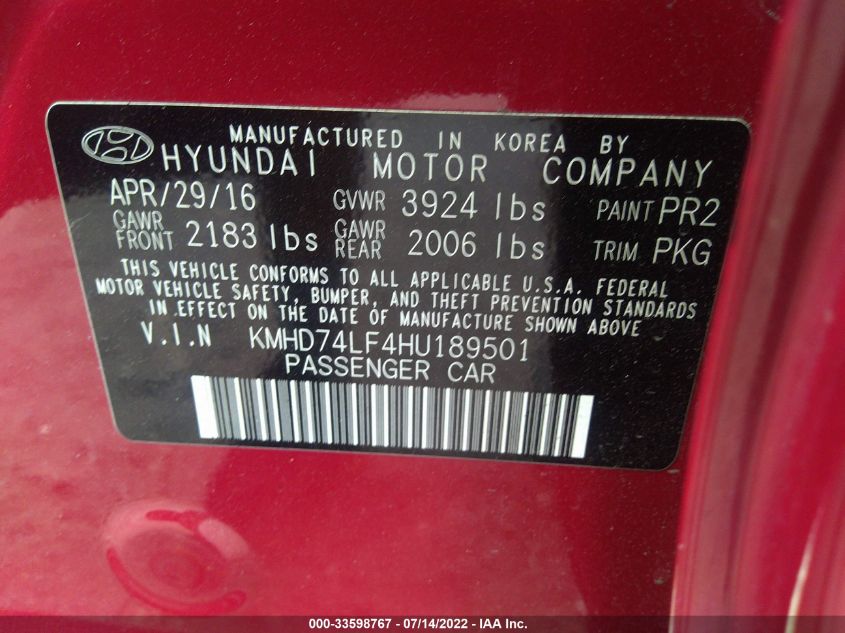 MANUFACTURED IN KOREA BY
HYUNDAI MOTOR COMPANY
APR/29/16 GVWR 3924 lbs PAINT PR2
GAWR FRONT 2183 lbs GAWR REAR 2006 lbs TRIM PKG
THIS VEHICLE CONFORMS TO ALL APPLICABLE U.S.A. FEDERAL
MOTOR VEHICLE SAFETY, BUMPER, AND THEFT PREVENTION STANDARDS
IN EFFECT ON THE DATE OF MANUFACTURE SHOWN ABOVE
V.I.N KMHD74LF4HU189501
PASSENGER CAR
000-33598767 / 07/14/2022 - IAA Inc.